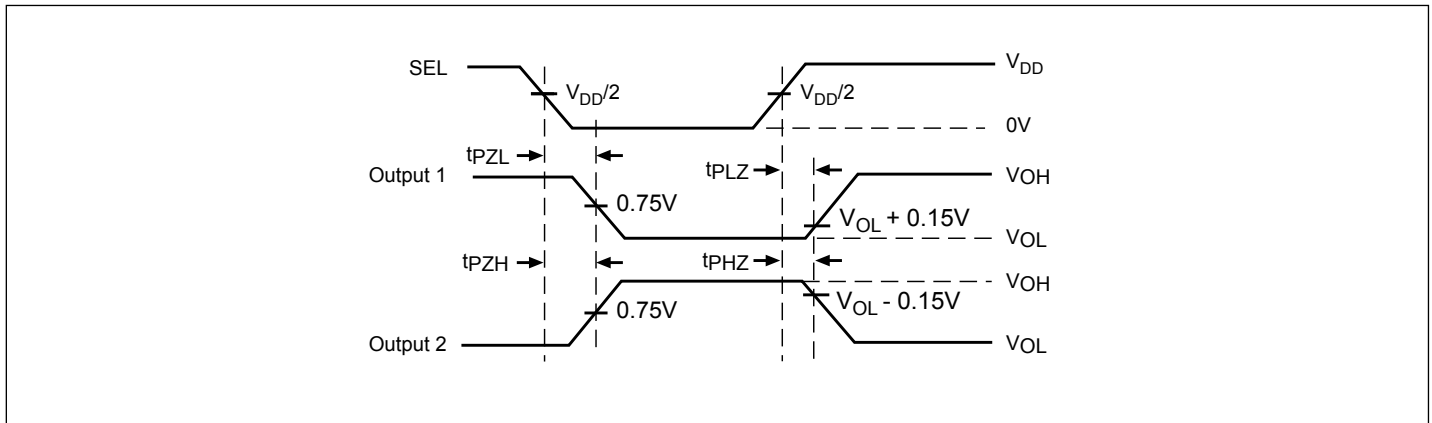 SEL
VDD/2
VDD/2
VDD
0V
tPZL
tPLZ
Output 1
VOH
0.75V
VOL + 0.15V
VOL
tPZH
tPHZ
VOH
0.75V
VOL - 0.15V
Output 2
VOL